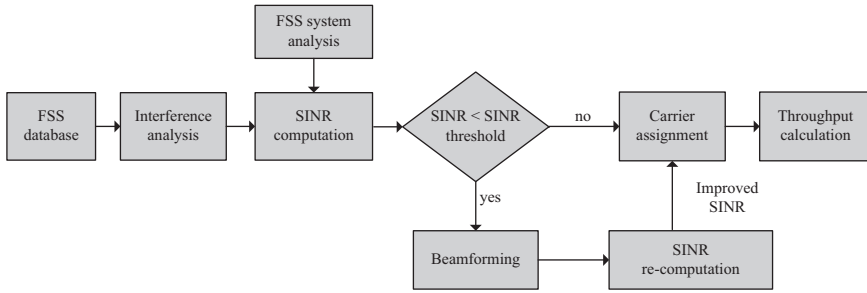 FSS system
analysis
FSS
database
Interference
analysis
SINR
computation
SINR < SINR
threshold
no
Carrier
assignment
Throughput
calculation
yes
Improved
SINR
Beamforming
SINR
re-computation